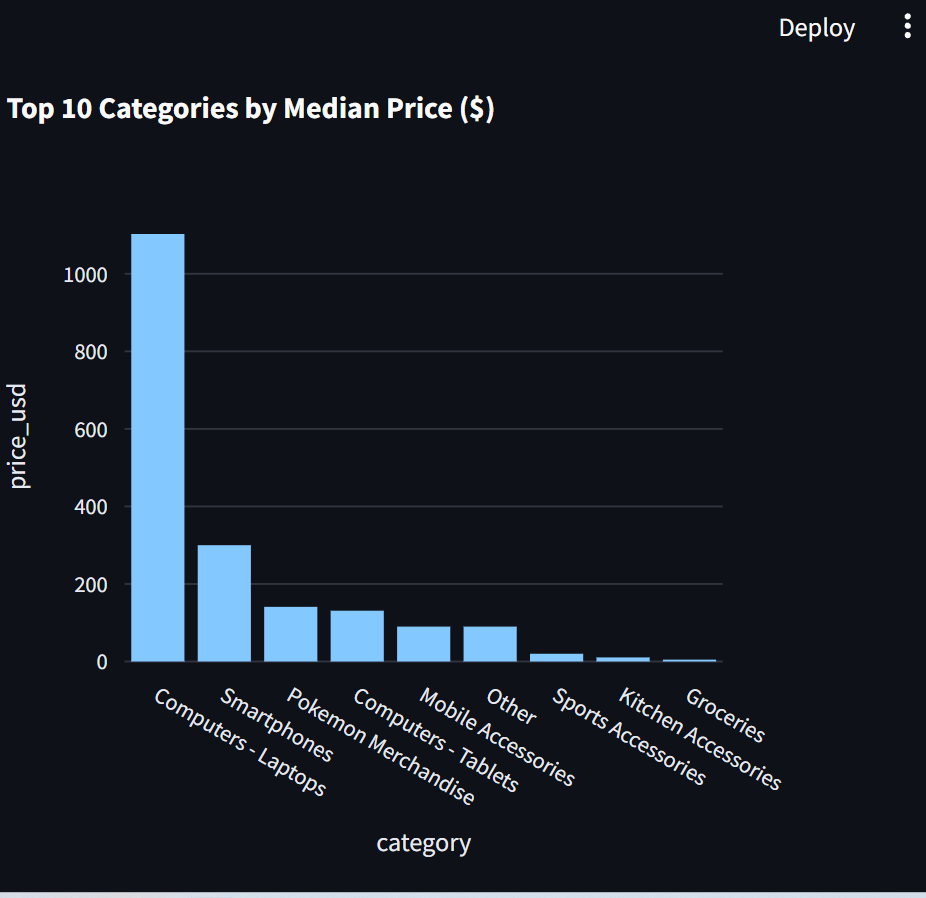 Deploy
Top 10 Categories by Median Price ($)
1000
800
600
400
200
0
price_usd
Computers - Laptops
Smartphones
Pokemon Merchandise
Computers - Tablets
Mobile Accessories
Other
Sports Accessories
Kitchen Accessories
Groceries
category